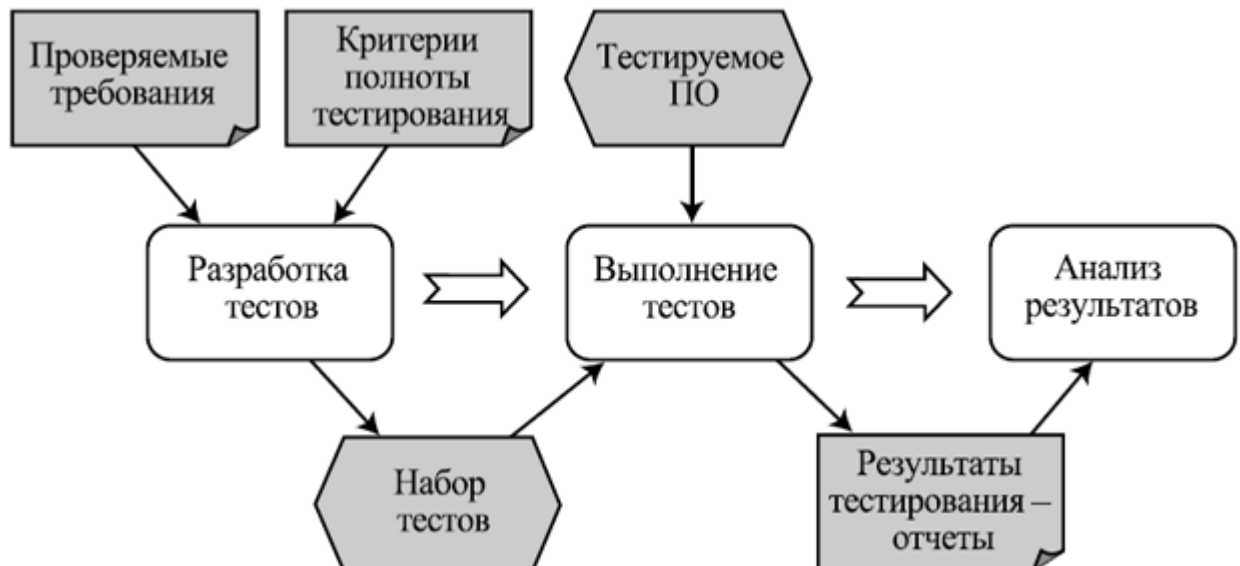 Проверяемые
требования
Критерии
полноты
тестирования
Тестируемое
ПО
Разработка
тестов
Выполнение
тестов
Анализ
результатов
Набор
тестов
Результаты
тестирования –
отчеты